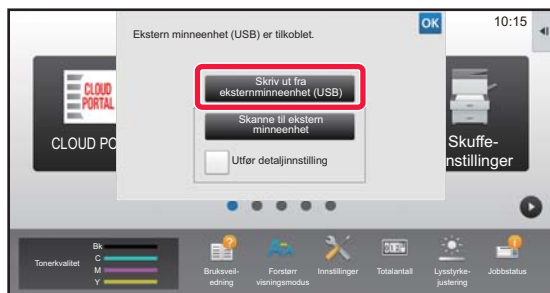 Ekstern minneenhet (USB) er tilkoblet.
OK
10:15
Skriv ut fra
eksternminneenhet (USB)
Skanne til ekstern
minneenhet
Utfør detaljinnstilling
CLOUD
PORTAL
CLOUD PO
Skuffe-
nstillinger
Tonerkvalitet
Bk
C
M
Y
Bruksveil-
edning
Forstørr
visningsmodus
Innstillinger
Totalantall
Lysstyrke-
justering
Jobbstatus